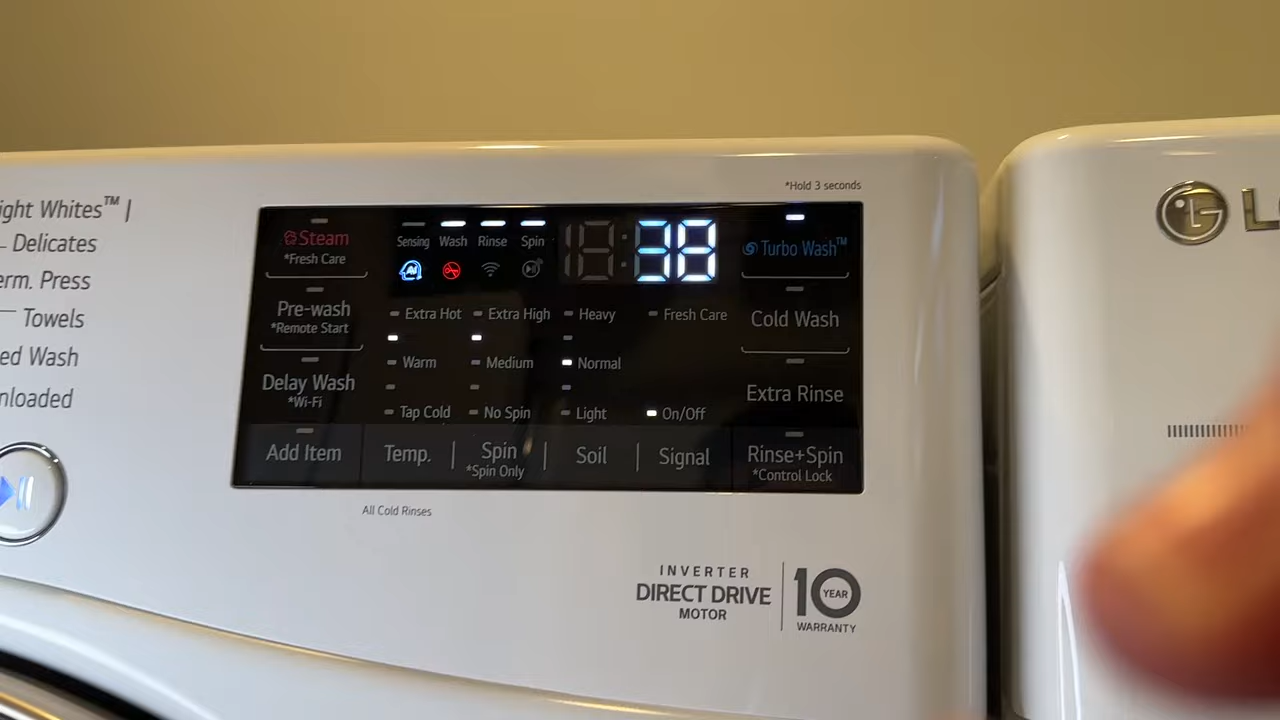 *Hold 3 seconds
ight Whites™ |
Delicates
erm. Press
Towels
ed Wash
nloaded
Steam
*Fresh Care
Pre-wash
*Remote Start
Delay Wash
*Wi-Fi
Add Item
Sensing Wash Rinse Spin
AI
38
Turbo Wash™
Extra Hot Extra High Heavy Fresh Care
Cold Wash
Warm Medium Normal
Extra Rinse
Tap Cold No Spin Light On/Off
Temp. Spin Soil Signal Rinse+Spin
*Spin Only *Control Lock
All Cold Rinses
INVERTER
DIRECT DRIVE
MOTOR
10 YEAR
WARRANTY
LG L